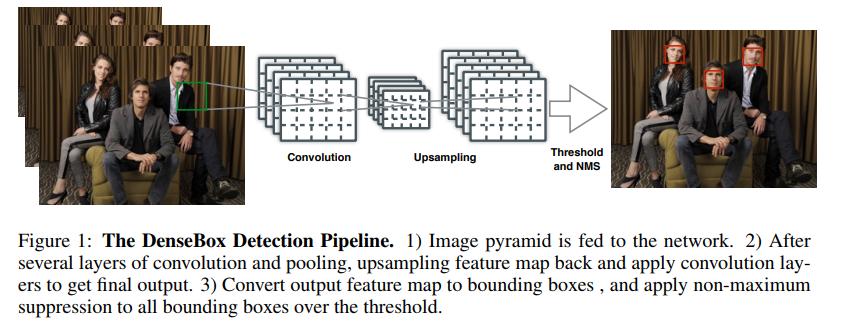 Convolution
Upsampling
Threshold
and NMS
Figure 1: The DenseBox Detection Pipeline. 1) Image pyramid is fed to the network. 2) After
several layers of convolution and pooling, upsampling feature map back and apply convolution lay-
ers to get final output. 3) Convert output feature map to bounding boxes , and apply non-maximum
suppression to all bounding boxes over the threshold.